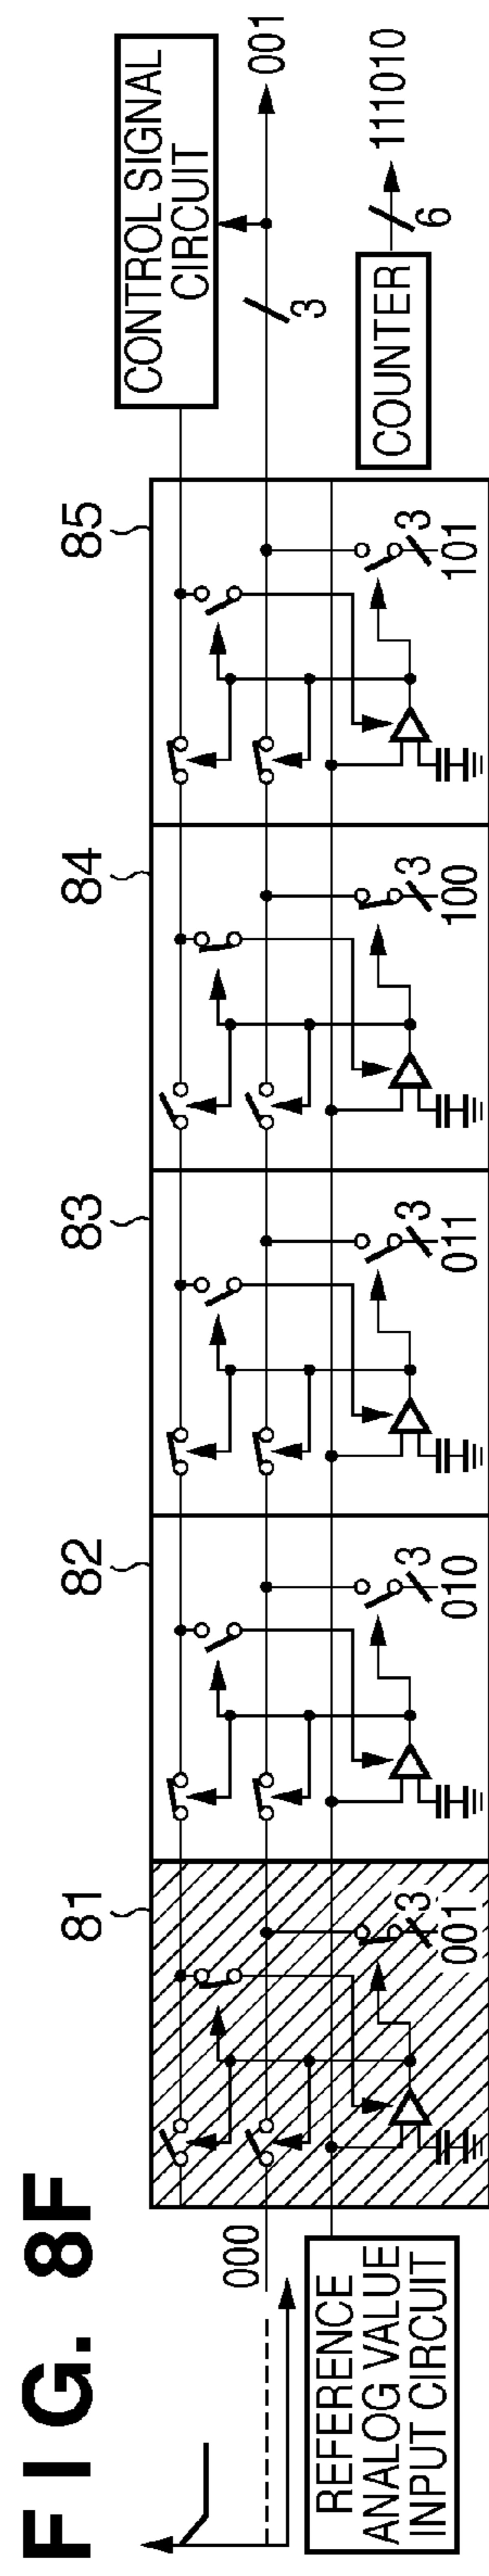 FIG. 8F
81
82
83
84
85
CONTROL SIGNAL
CIRCUIT
000
3
001
REFERENCE
ANALOG VALUE
INPUT CIRCUIT
3
001
3
010
3
011
3
100
3
101
COUNTER
6
111010